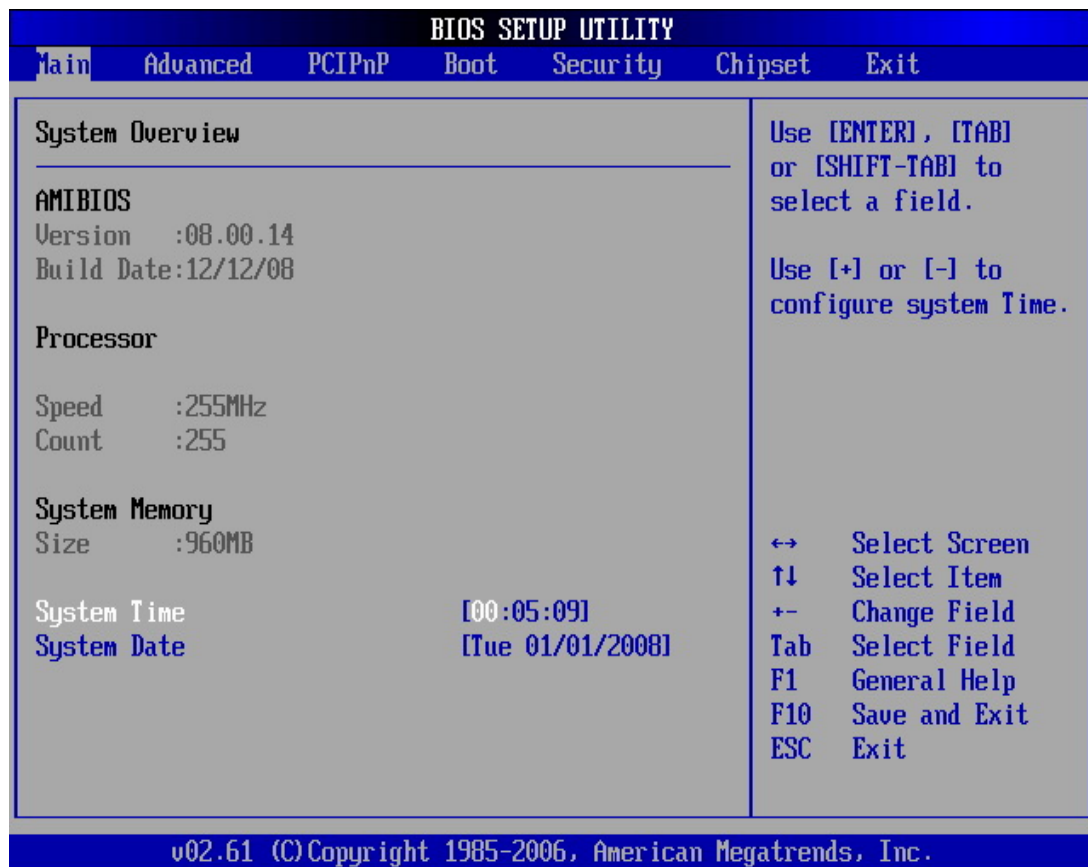 BIOS SETUP UTILITY
Main Advanced PCIPnP Boot Security Chipset Exit
System Overview
AMIBIOS
Version :08.00.14
Build Date:12/12/08
Processor
Speed :255MHz
Count :255
System Memory
Size :960MB
System Time [00:05:09]
System Date [Tue 01/01/2008]
Use [ENTER], [TAB]
or [SHIFT-TAB] to
select a field.
Use [+] or [-] to
configure system Time.
↔ Select Screen
↑↓ Select Item
+- Change Field
Tab Select Field
F1 General Help
F10 Save and Exit
ESC Exit
v02.61 (C)Copyright 1985-2006, American Megatrends, Inc.